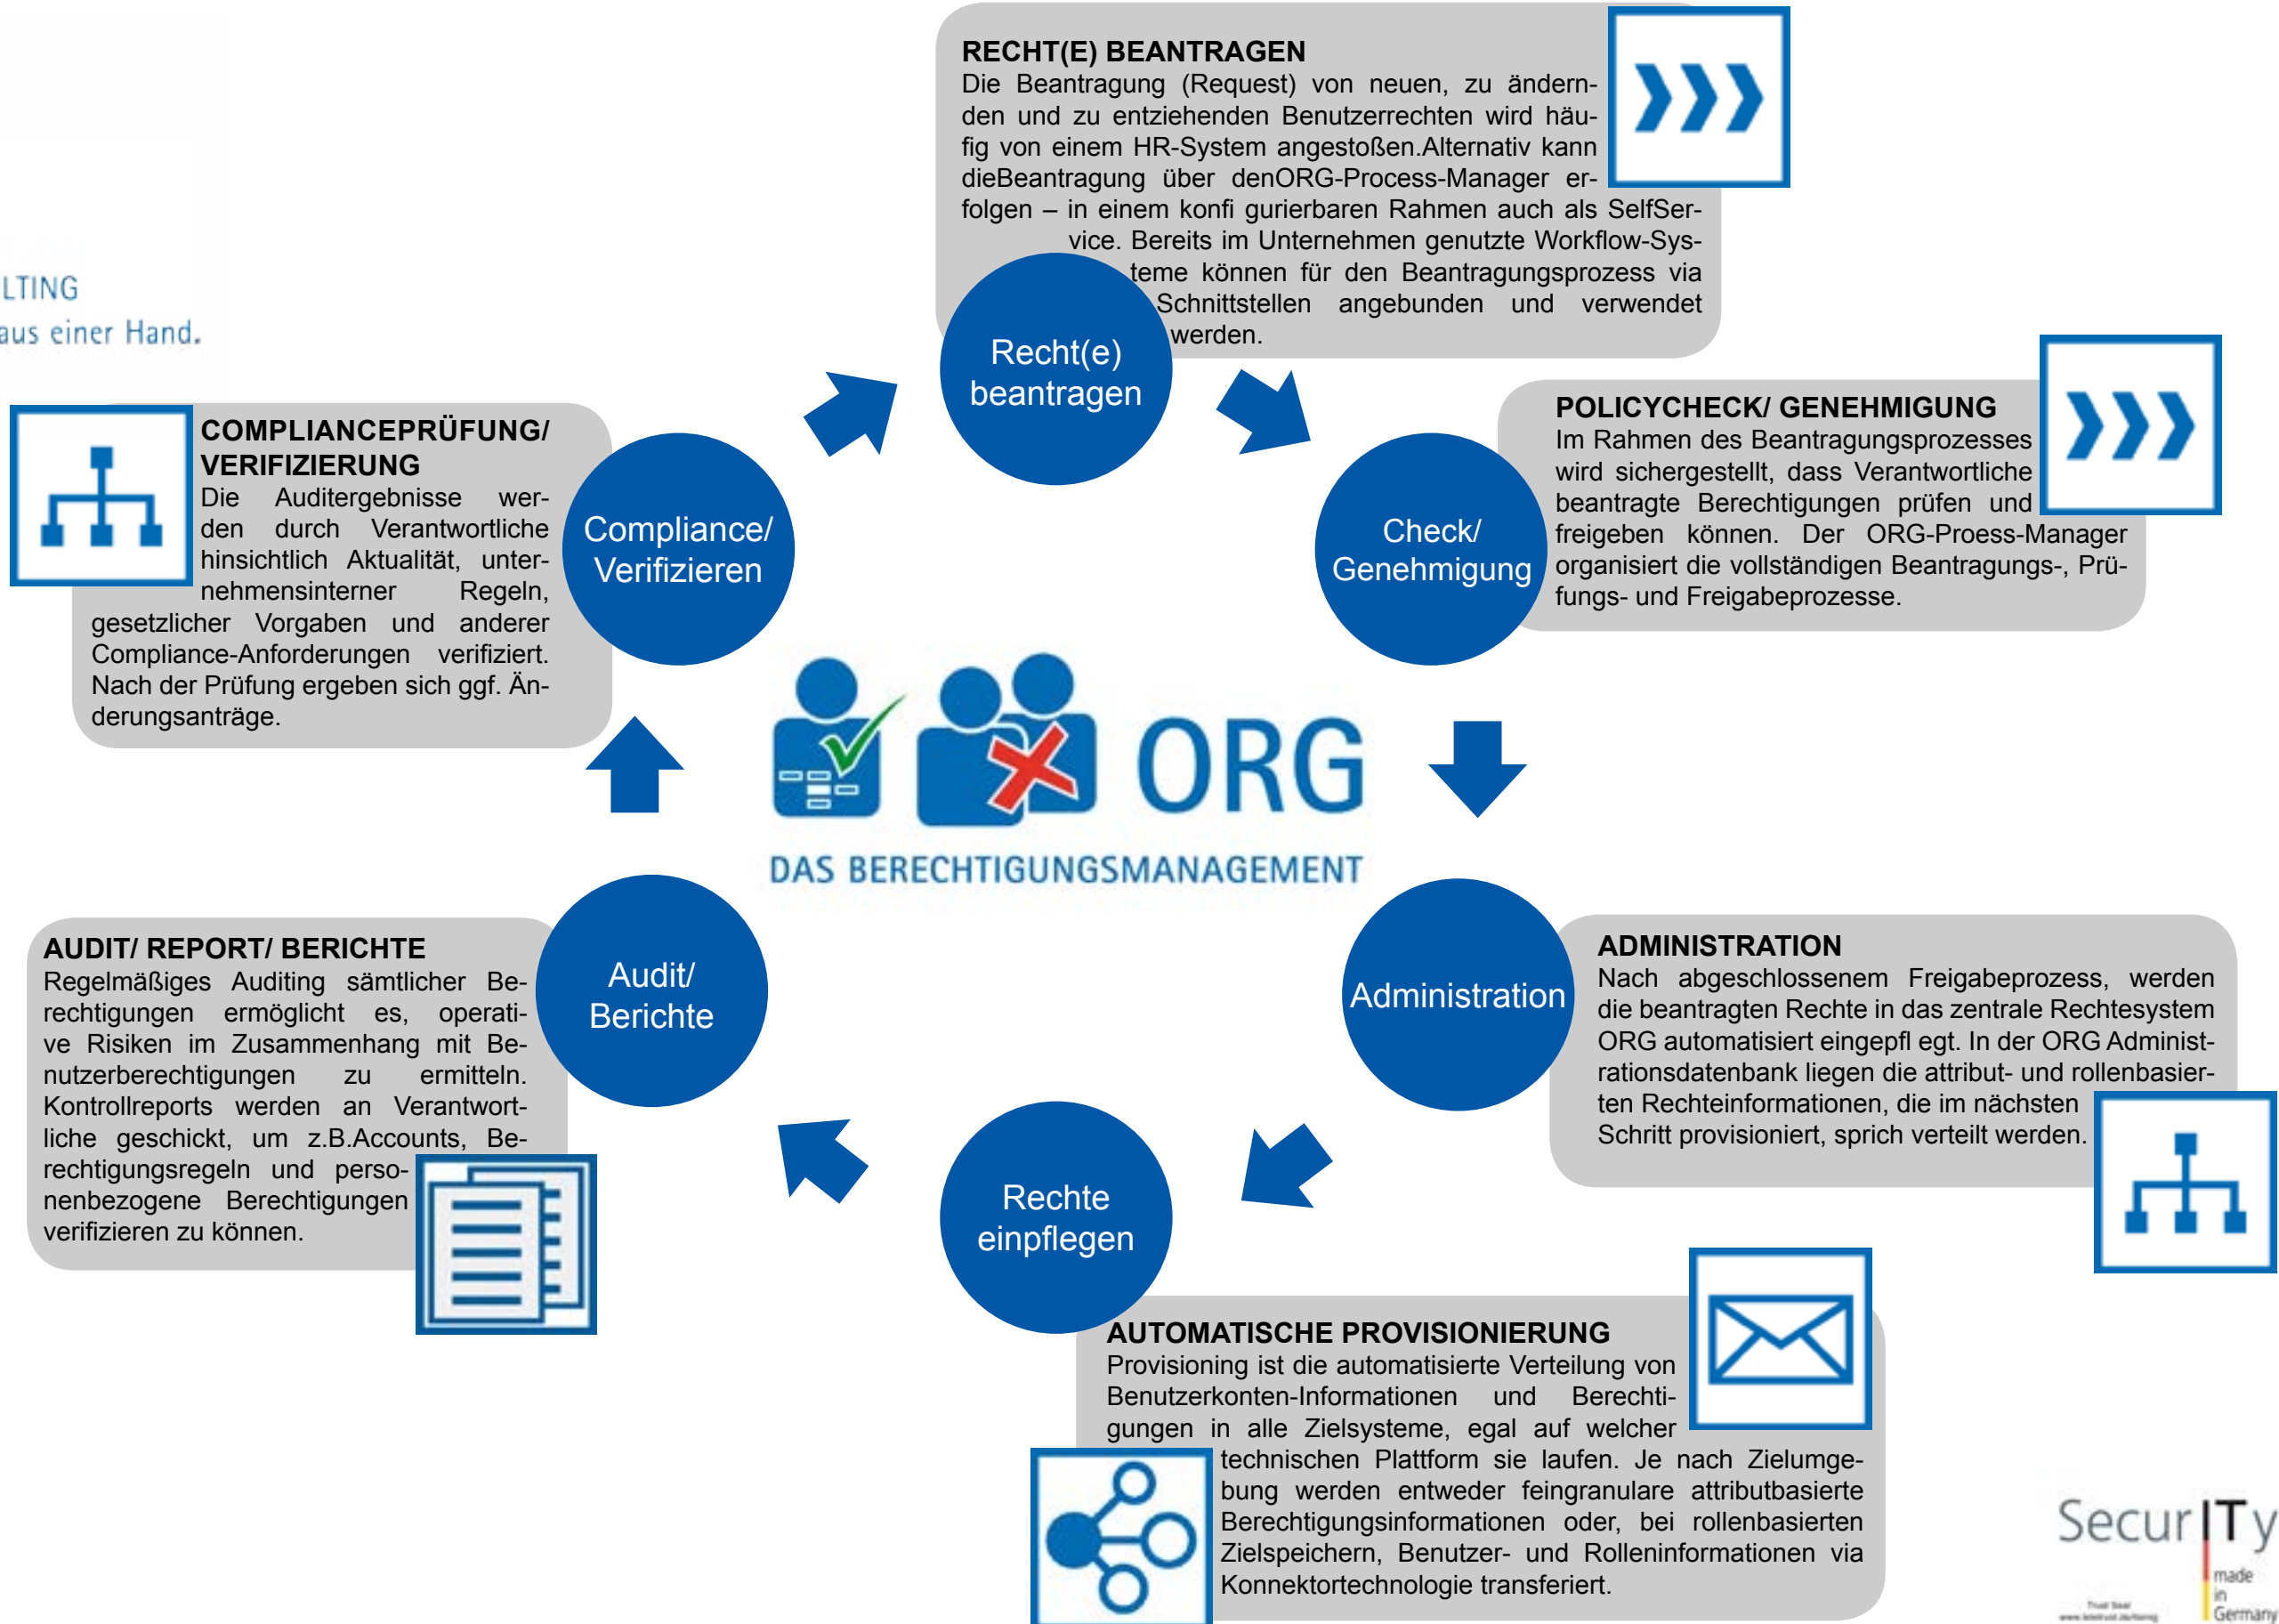 LTING
aus einer Hand.
RECHT(E) BEANTRAGEN
Die Beantragung (Request) von neuen, zu ändern-
den und zu entziehenden Benutzerrechten wird häu-
fig von einem HR-System angestoßen.Alternativ kann
dieBeantragung über denORG-Process-Manager er-
folgen – in einem konfi gurierbaren Rahmen auch als SelfSer-
vice. Bereits im Unternehmen genutzte Workflow-Sys-
teme können für den Beantragungsprozess via
Schnittstellen angebunden und verwendet
werden.
Recht(e)
beantragen
POLICYCHECK/ GENEHMIGUNG
Im Rahmen des Beantragungsprozesses
wird sichergestellt, dass Verantwortliche
beantragte Berechtigungen prüfen und
freigeben können. Der ORG-Proess-Manager
organisiert die vollständigen Beantragungs-, Prü-
fungs- und Freigabeprozesse.
Check/
Genehmigung
COMPLIANCEPRÜFUNG/
VERIFIZIERUNG
Die Auditergebnisse wer-
den durch Verantwortliche
hinsichtlich Aktualität, unter-
nehmensinterner Regeln,
gesetzlicher Vorgaben und anderer
Compliance-Anforderungen verifiziert.
Nach der Prüfung ergeben sich ggf. Än-
derungsanträge.
Compliance/
Verifizieren
ORG
DAS BERECHTIGUNGSMANAGEMENT
AUDIT/ REPORT/ BERICHTE
Regelmäßiges Auditing sämtlicher Be-
rechtigungen ermöglicht es, operati-
ve Risiken im Zusammenhang mit Be-
nutzerberechtigungen zu ermitteln.
Kontrollreports werden an Verantwort-
liche geschickt, um z.B.Accounts, Be-
rechtigungsregeln und perso-
nenbezogene Berechtigungen
verifizieren zu können.
Audit/
Berichte
Administration
ADMINISTRATION
Nach abgeschlossenem Freigabeprozess, werden
die beantragten Rechte in das zentrale Rechtesystem
ORG automatisiert eingepfl egt. In der ORG Administ-
rationsdatenbank liegen die attribut- und rollenbasier-
ten Rechteinformationen, die im nächsten
Schritt provisioniert, sprich verteilt werden.
Rechte
einpflegen
AUTOMATISCHE PROVISIONIERUNG
Provisioning ist die automatisierte Verteilung von
Benutzerkonten-Informationen und Berechti-
gungen in alle Zielsysteme, egal auf welcher
technischen Plattform sie laufen. Je nach Zielumge-
bung werden entweder feingranulare attributbasierte
Berechtigungsinformationen oder, bei rollenbasierten
Zielspeichern, Benutzer- und Rolleninformationen via
Konnektortechnologie transferiert.
SecurITy
made
in
Germany
Trust Seal